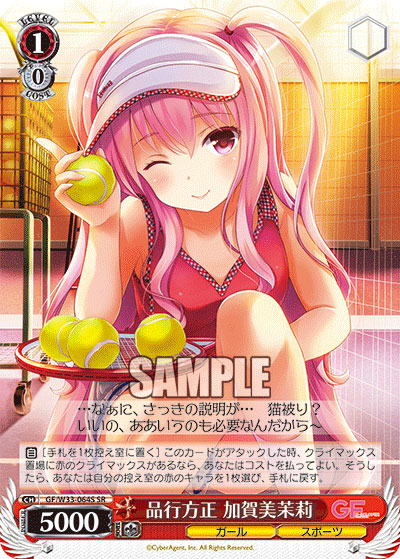 LEVEL
1
0
COST
SAMPLE
…なぁに、さっきの説明が… 猫被り?
いいの、ああいうのも必要なんだから~
【自】[手札を1枚控え室に置く]このカードがアタックした時、クライマックス
置場に赤のクライマックスがあるなら、あなたはコストを払ってよい。そうし
たら、あなたは自分の控え室の赤のキャラを1枚選び、手札に戻す。
GF/W33-064S SR
5000
品行方正 加賀美茉莉
GF
ガール
スポーツ
©CyberAgent, Inc. All Rights Reserved.